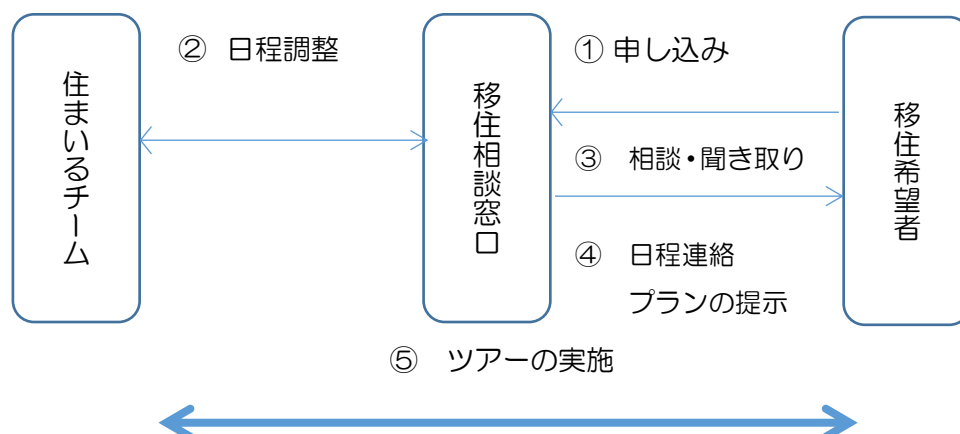 住まいるチーム
② 日程調整
移住相談窓口
① 申し込み
③ 相談・聞き取り
④ 日程連絡
プランの提示
移住希望者
⑤ ツアーの実施